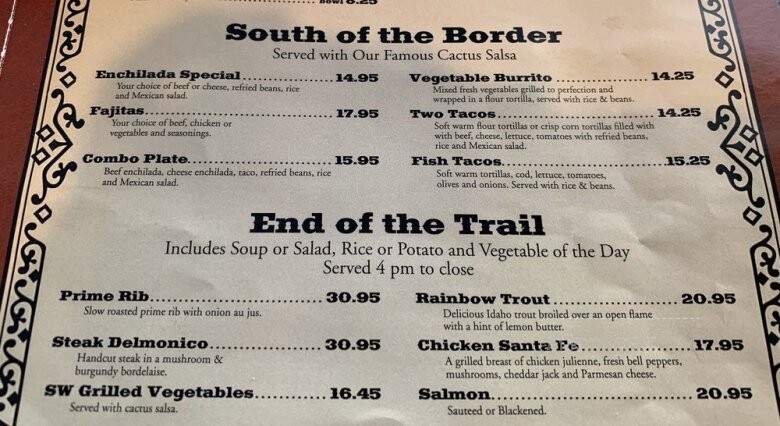 Bowl 6.25
South of the Border
Served with Our Famous Cactus Salsa
Enchilada Special.............. 14.95
Your choice of beef or cheese, refried beans, rice
and Mexican salad.
Fajitas.............................. 17.95
Your choice of beef, chicken or
vegetables and seasonings.
Combo Plate..................... 15.95
Beef enchilada, cheese enchilada, taco, refried beans, rice
and Mexican salad.
Vegetable Burrito .............. 14.25
Mixed fresh vegetables grilled to perfection and
wrapped in a flour tortilla, served with rice & beans.
Two Tacos........................ 14.25
Soft warm flour tortillas or crisp corn tortillas filled with
with beef, cheese, lettuce, tomatoes with refried beans,
rice and Mexican salad.
Fish Tacos........................15.25
Soft warm tortillas, cod, lettuce, tomatoes,
olives and onions. Served with rice & beans.
End of the Trail
Includes Soup or Salad, Rice or Potato and Vegetable of the Day
Served 4 pm to close
Prime Rib......................... 30.95
Slow roasted prime rib with onion au jus.
Steak Delmonico................ 30.95
Handcut steak in a mushroom &
burgundy bordelaise.
SW Grilled Vegetables.......... 16.45
Served with cactus salsa.
Rainbow Trout .................. 20.95
Delicious Idaho trout broiled over an open flame
with a hint of lemon butter.
Chicken Santa Fe............... 17.95
A grilled breast of chicken julienne, fresh bell peppers,
mushrooms, cheddar jack and Parmesan cheese.
Salmon............................. 20.95
Sauteed or Blackened.